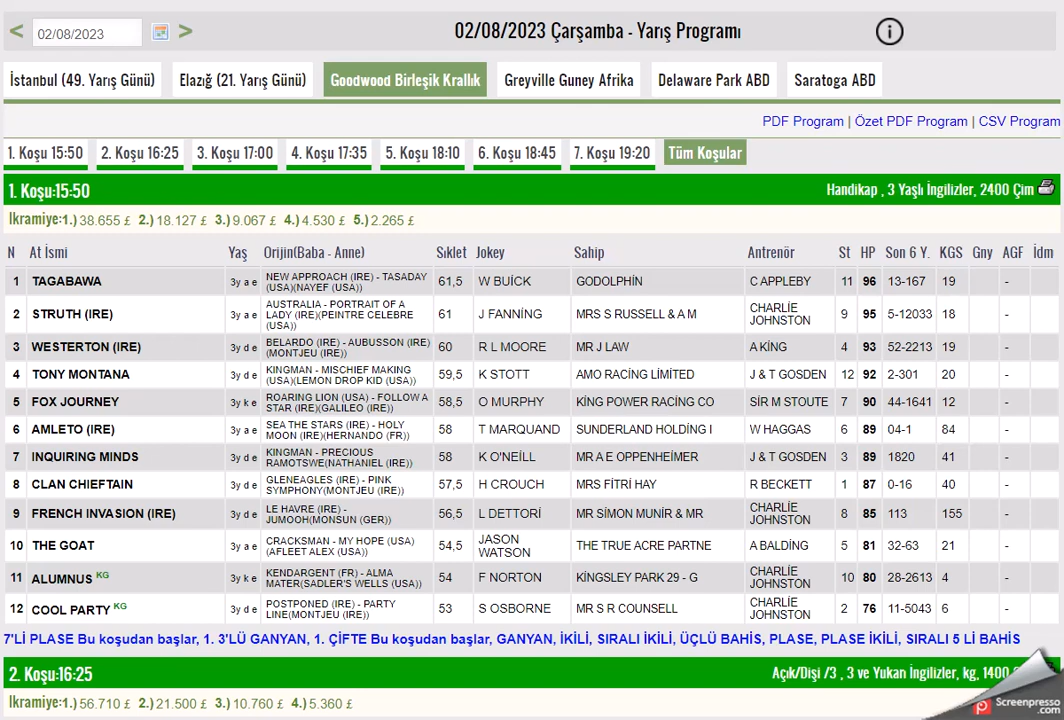 < 02/08/2023 > 02/08/2023 Çarşamba - Yarış Programı i
İstanbul (49. Yarış Günü) Elazığ (21. Yarış Günü) Goodwood Birleşik Krallık Greyville Guney Afrika Delaware Park ABD Saratoga ABD
PDF Program | Özet PDF Program | CSV Program
1. Koşu 15:50 2. Koşu 16:25 3. Koşu 17:00 4. Koşu 17:35 5. Koşu 18:10 6. Koşu 18:45 7. Koşu 19:20 Tüm Koşular
1. Koşu:15:50 Handikap , 3 Yaşlı İngilizler, 2400 Çim
İkramiye:1.) 38.655 £ 2.) 18.127 £ 3.) 9.067 £ 4.) 4.530 £ 5.) 2.265 £
N At İsmi Yaş Orijin(Baba - Anne) Sıklet Jokey Sahip Antrenör St HP Son 6 Y. KGS Gny AGF İdm
1 TAGABAWA 3y a e NEW APPROACH (IRE) - TASADAY (USA)(NAYEF (USA)) 61,5 W BUİCK GODOLPHİN C APPLEBY 11 96 13-167 19 -
2 STRUTH (IRE) 3y a e AUSTRALIA - PORTRAIT OF A LADY (IRE)(PEINTRE CELEBRE (USA)) 61 J FANNİNG MRS S RUSSELL & A M CHARLİE JOHNSTON 9 95 5-12033 18 -
3 WESTERTON (IRE) 3y d e BELARDO (IRE) - AUBUSSON (IRE)(MONTJEU (IRE)) 60 R L MOORE MR J LAW A KİNG 4 93 52-2213 19 -
4 TONY MONTANA 3y d e KINGMAN - MISCHIEF MAKING (USA)(LEMON DROP KID (USA)) 59,5 K STOTT AMO RACİNG LİMİTED J & T GOSDEN 12 92 2-301 20 -
5 FOX JOURNEY 3y k e ROARING LION (USA) - FOLLOW A STAR (IRE)(GALILEO (IRE)) 58,5 O MURPHY KİNG POWER RACİNG CO SİR M STOUTE 7 90 44-1641 12 -
6 AMLETO (IRE) 3y a e SEA THE STARS (IRE) - HOLY MOON (IRE)(HERNANDO (FR)) 58 T MARQUAND SUNDERLAND HOLDİNG I W HAGGAS 6 89 04-1 84 -
7 INQUIRING MINDS 3y d e KINGMAN - PRECIOUS RAMOTSWE(NATHANIEL (IRE)) 58 K O'NEİLL MR A E OPPENHEİMER J & T GOSDEN 3 89 1820 41 -
8 CLAN CHIEFTAIN 3y d e GLENEAGLES (IRE) - PINK SYMPHONY(MONTJEU (IRE)) 57,5 H CROUCH MRS FİTRİ HAY R BECKETT 1 87 0-16 40 -
9 FRENCH INVASION (IRE) 3y d e LE HAVRE (IRE) - JUMOOH(MONSUN (GER)) 56,5 L DETTORİ MR SİMON MUNİR & MR CHARLİE JOHNSTON 8 85 113 155 -
10 THE GOAT 3y a e CRACKSMAN - MY HOPE (USA)(AFLEET ALEX (USA)) 54,5 JASON WATSON THE TRUE ACRE PARTNE A BALDİNG 5 81 32-63 21 -
11 ALUMNUS KG 3y k e KENDARGENT (FR) - ALMA MATER(SADLER'S WELLS (USA)) 54 F NORTON KİNGSLEY PARK 29 - G CHARLİE JOHNSTON 10 80 28-2613 4 -
12 COOL PARTY KG 3y d e POSTPONED (IRE) - PARTY LINE(MONTJEU (IRE)) 53 S OSBORNE MR S R COUNSELL CHARLİE JOHNSTON 2 76 11-5043 6 -
7'Lİ PLASE Bu koşudan başlar, 1. 3'LÜ GANYAN, 1. ÇİFTE Bu koşudan başlar, GANYAN, İKİLİ, SIRALI İKİLİ, ÜÇLÜ BAHİS, PLASE, PLASE İKİLİ, SIRALI 5 Lİ BAHİS
2. Koşu:16:25 Açık/Dişi /3 , 3 ve Yukarı İngilizler, kg, 1400
İkramiye:1.) 56.710 £ 2.) 21.500 £ 3.) 10.760 £ 4.) 5.360 £
Screenpresso.com